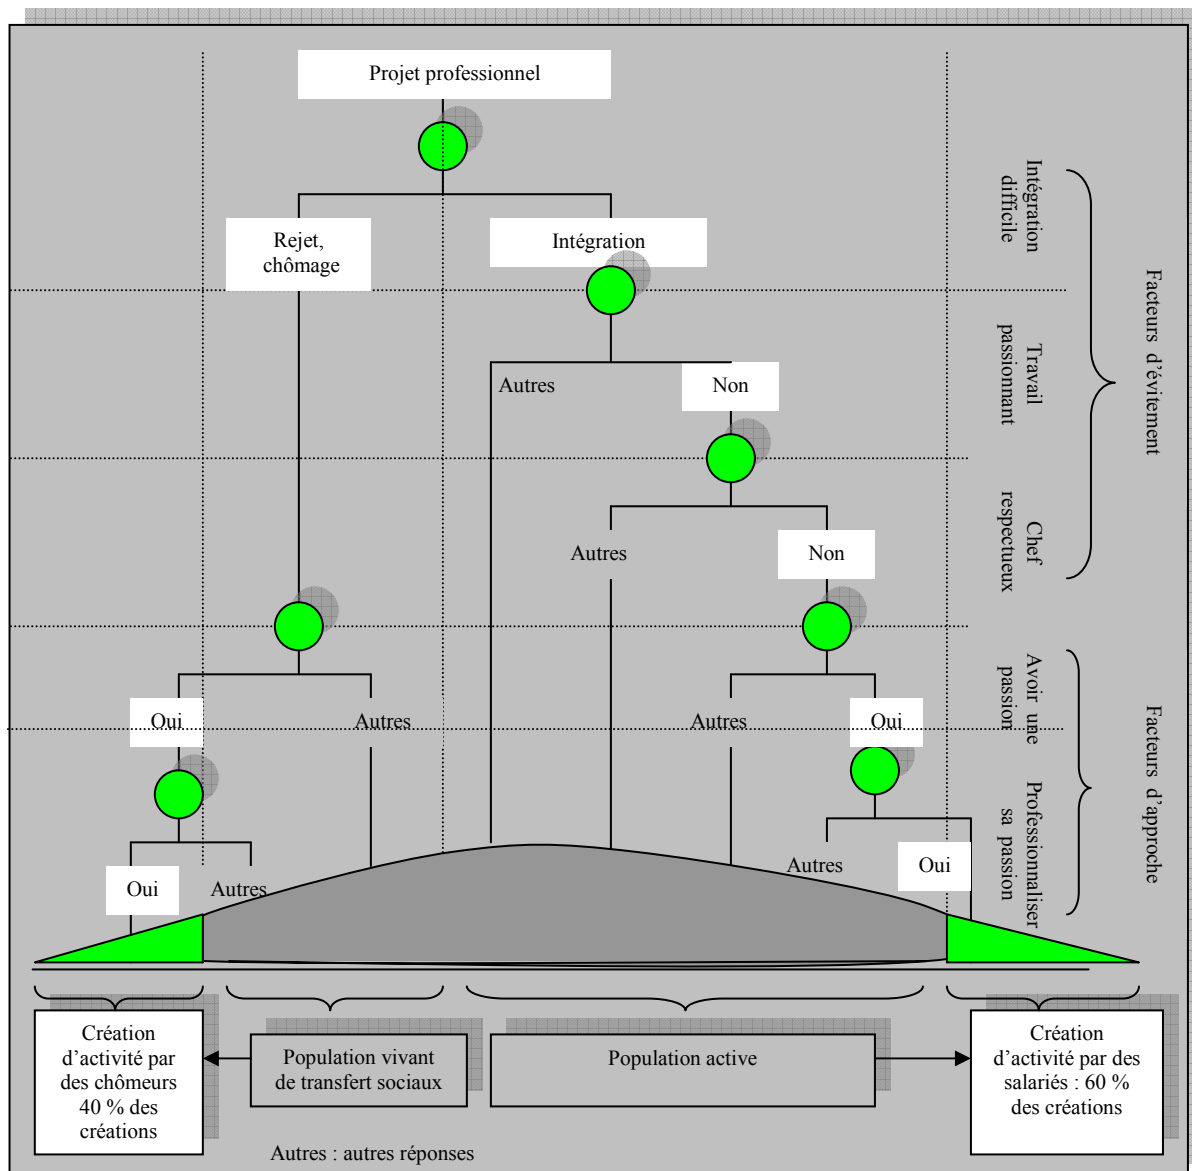 Projet professionnel
Rejet,
chômage
Intégration
Intégration
difficile
Autres
Non
Travail
passionnant
Facteurs d'évitement
Autres
Non
Chef
respectueux
Oui
Autres
Autres
Oui
Avoir une
passion
Oui
Autres
Autres
Oui
Professionnaliser
sa passion
Facteurs d'approche
Création
d'activité par
des chômeurs
40 % des
créations
Population vivant
de transfert sociaux
Population active
Création
d'activité par des
salariés : 60 %
des créations
Autres : autres réponses